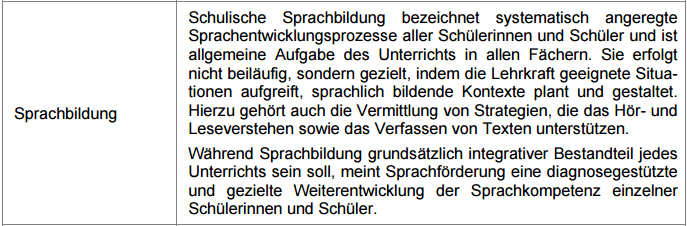 Sprachbildung
Schulische Sprachbildung bezeichnet systematisch angeregte
Sprachentwicklungsprozesse aller Schülerinnen und Schüler und ist
allgemeine Aufgabe des Unterrichts in allen Fächern. Sie erfolgt
nicht beiläufig, sondern gezielt, indem die Lehrkraft geeignete Situa-
tionen aufgreift, sprachlich bildende Kontexte plant und gestaltet.
Hierzu gehört auch die Vermittlung von Strategien, die das Hör- und
Leseverstehen sowie das Verfassen von Texten unterstützen.
Während Sprachbildung grundsätzlich integrativer Bestandteil jedes
Unterrichts sein soll, meint Sprachförderung eine diagnosegestützte
und gezielte Weiterentwicklung der Sprachkompetenz einzelner
Schülerinnen und Schüler.